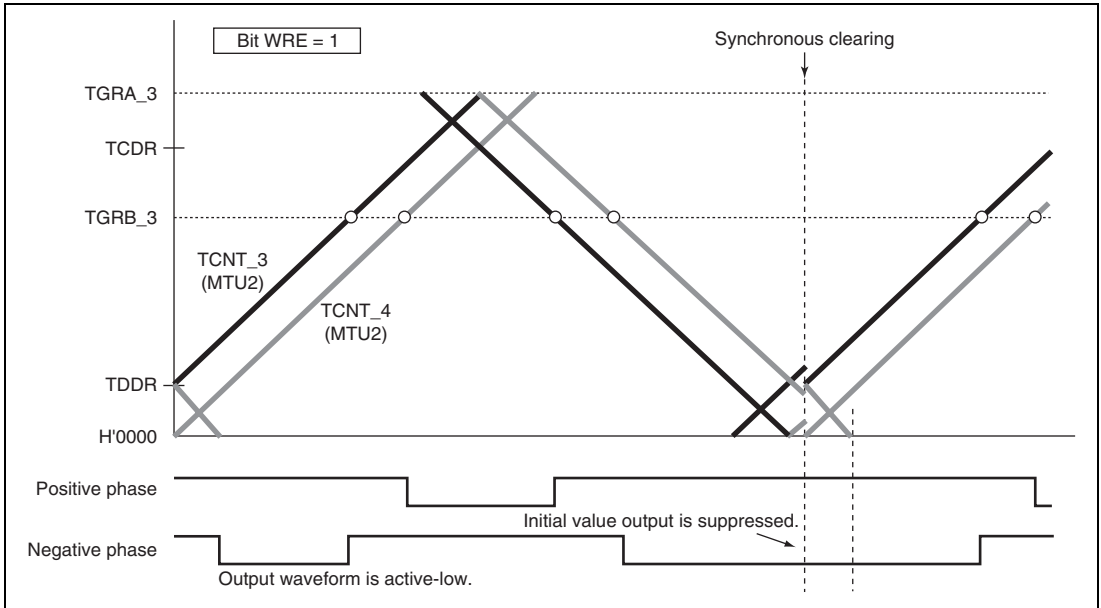 Bit WRE = 1
Synchronous clearing
TGRA_3
TCDR
TGRB_3
TCNT_3
(MTU2)
TCNT_4
(MTU2)
TDDR
H'0000
Positive phase
Initial value output is suppressed.
Negative phase
Output waveform is active-low.